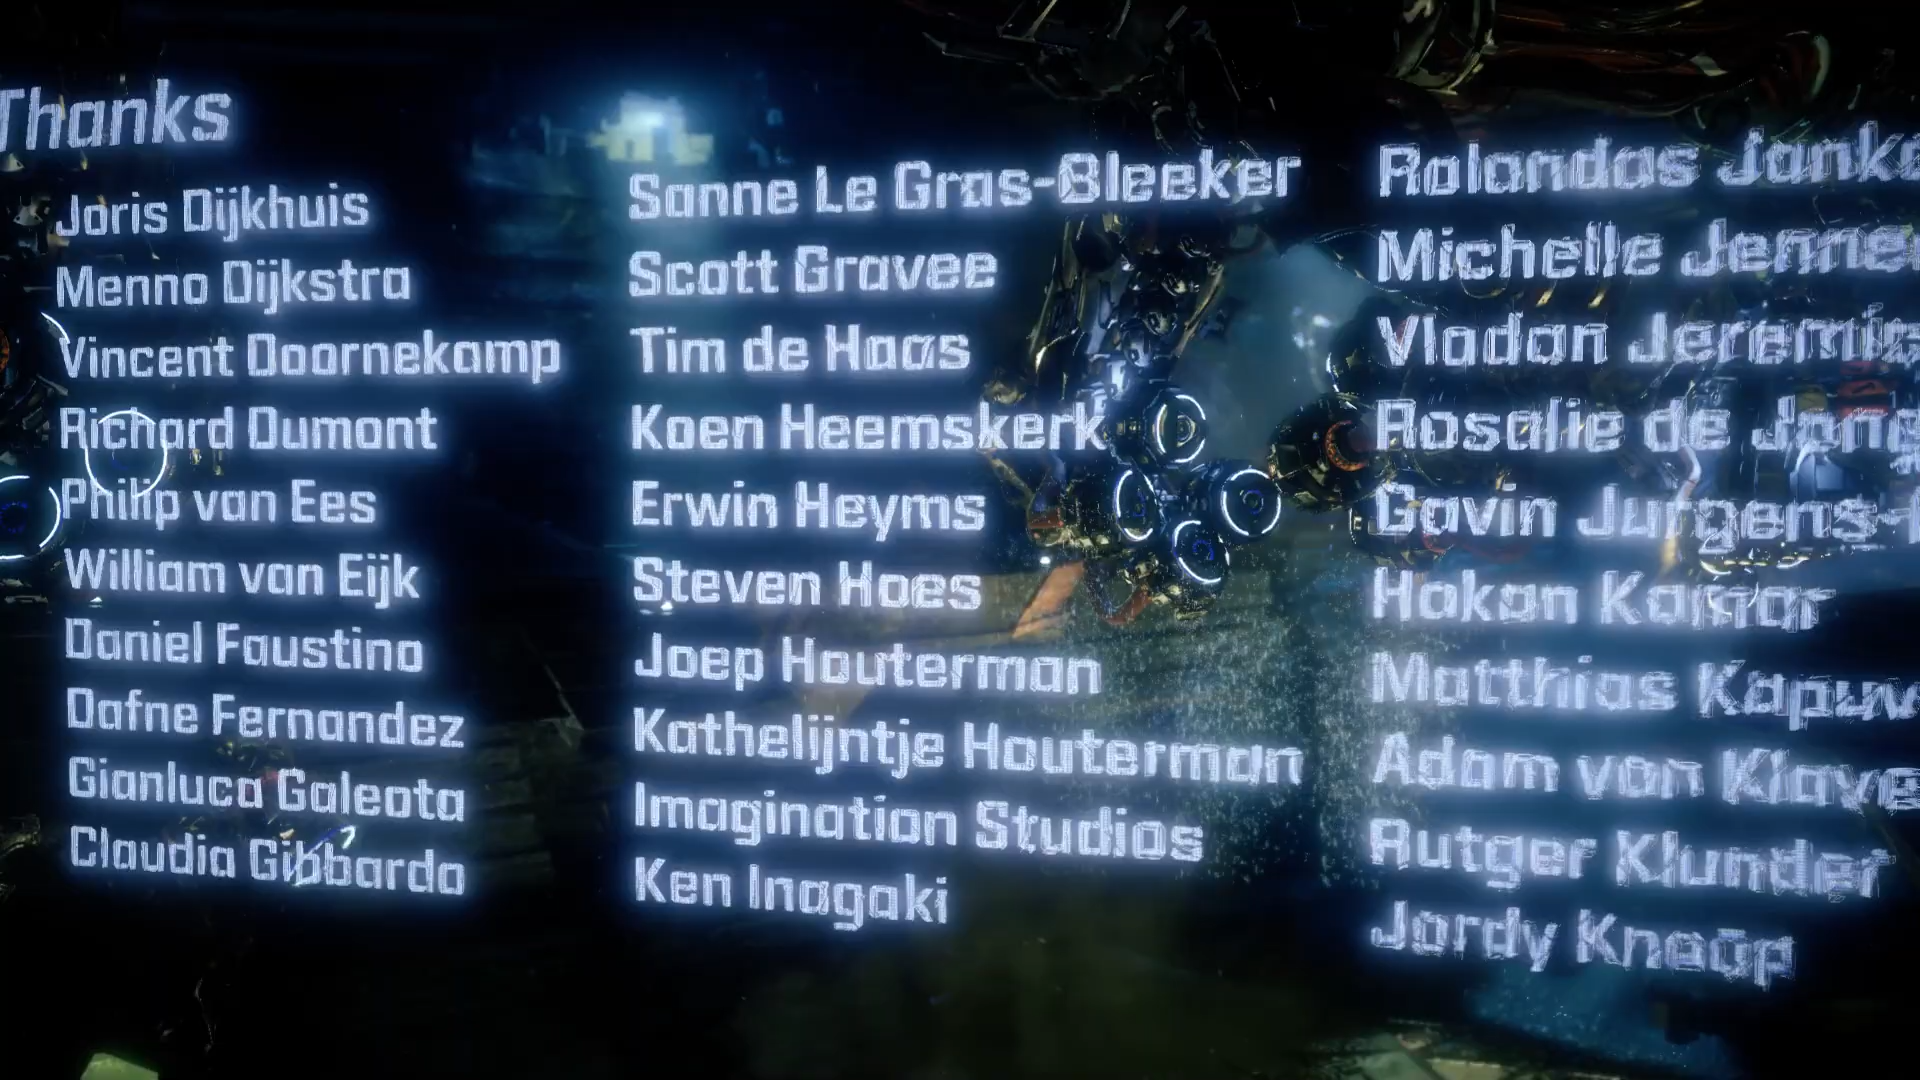 Thanks
Joris Dijkhuis
Menno Dijkstra
Vincent Doornekamp
Richard Dumont
Philip van Ees
William van Eijk
Daniel Faustino
Dafne Fernandez
Gianluca Galeota
Claudia Gibbardo
Sanne Le Gras-Bleeker
Scott Gravee
Tim de Haas
Koen Heemskerk
Erwin Heyms
Steven Hoes
Joep Houterman
Kathelijntje Houterman
Imagination Studios
Ken Inagaki
Rolandas
Michelle
Vladan
Rosalie de
Gavin Jurgens-
Hakan Kamar
Matthias
Adam van
Rutger Klunder
Jordy Knoop